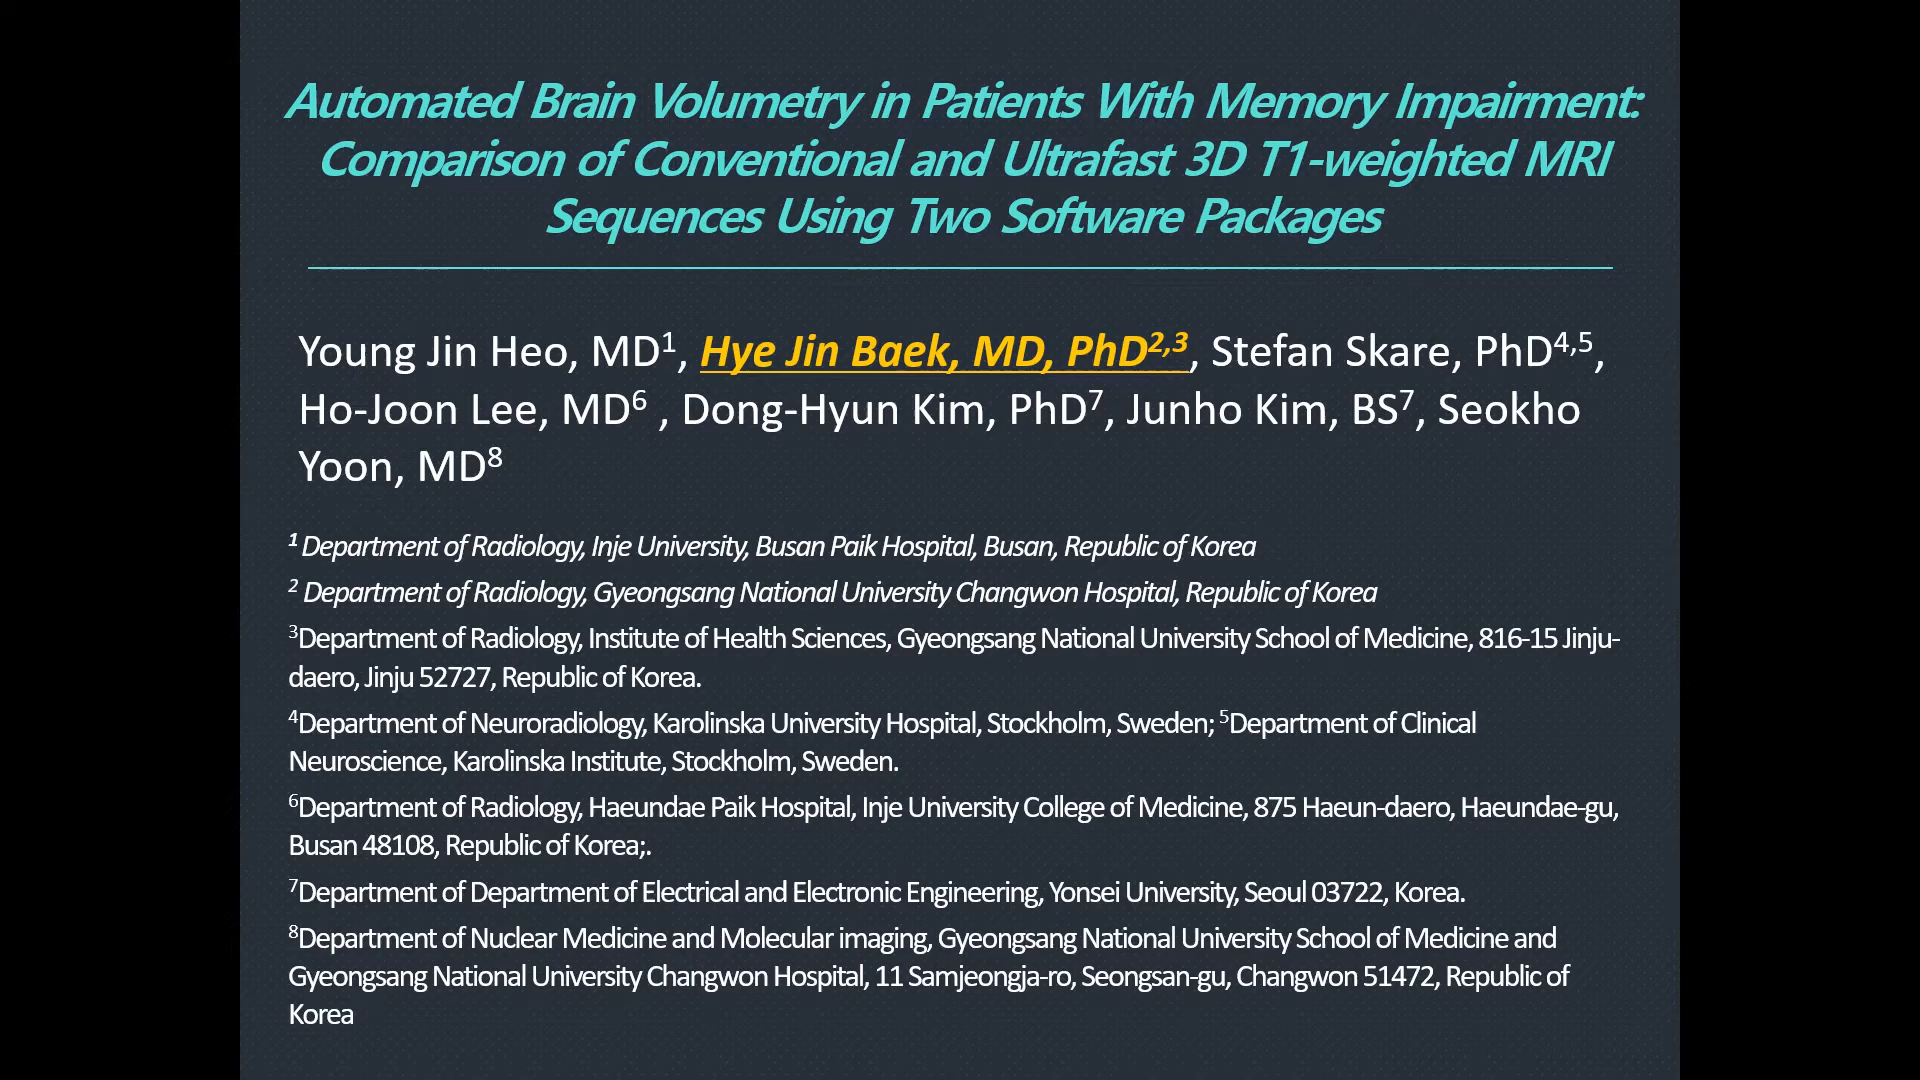 Automated Brain Volumetry in Patients With Memory Impairment:
Comparison of Conventional and Ultrafast 3D T1-weighted MRI
Sequences Using Two Software Packages
Young Jin Heo, MD1, Hye Jin Baek, MD, PhD2,3, Stefan Skare, PhD4,5,
Ho-Joon Lee, MD6 , Dong-Hyun Kim, PhD7, Junho Kim, BS7, Seokho
Yoon, MD8
1 Department of Radiology, Inje University, Busan Paik Hospital, Busan, Republic of Korea
2 Department of Radiology, Gyeongsang National University Changwon Hospital, Republic of Korea
3Department of Radiology, Institute of Health Sciences, Gyeongsang National University School of Medicine, 816-15 Jinju-
daero, Jinju 52727, Republic of Korea.
4Department of Neuroradiology, Karolinska University Hospital, Stockholm, Sweden; 5Department of Clinical
Neuroscience, Karolinska Institute, Stockholm, Sweden.
6Department of Radiology, Haeundae Paik Hospital, Inje University College of Medicine, 875 Haeun-daero, Haeundae-gu,
Busan 48108, Republic of Korea;.
7Department of Department of Electrical and Electronic Engineering, Yonsei University, Seoul 03722, Korea.
8Department of Nuclear Medicine and Molecular imaging, Gyeongsang National University School of Medicine and
Gyeongsang National University Changwon Hospital, 11 Samjeongja-ro, Seongsan-gu, Changwon 51472, Republic of
Korea